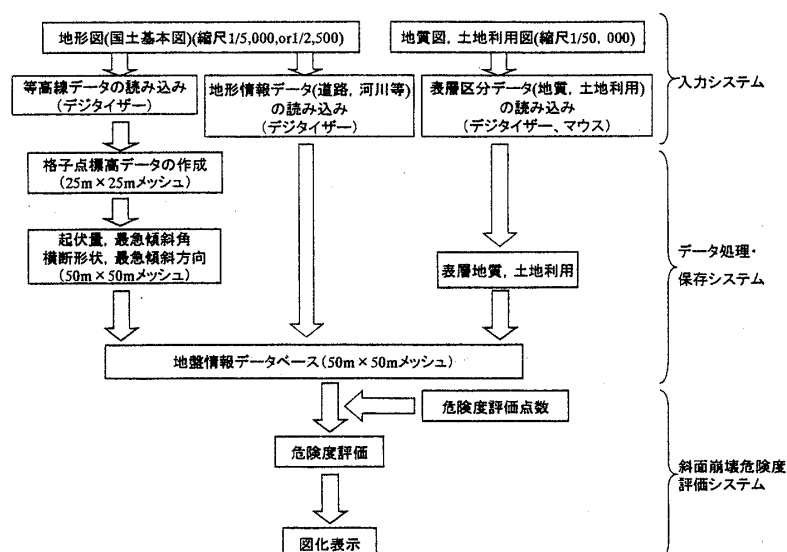 地形図(国土基本図)(縮尺1/5,000,or1/2,500)
地質図, 土地利用図(縮尺1/50, 000)
等高線データの読み込み
(デジタイザー)
地形情報データ(道路, 河川等)
の読み込み
(デジタイザー)
表層区分データ(地質, 土地利用)
の読み込み
(デジタイザー、マウス)
入力システム
格子点標高データの作成
(25m×25mメッシュ)
起伏量, 最急傾斜角
横断形状, 最急傾斜方向
(50m×50mメッシュ)
表層地質, 土地利用
データ処理・
保存システム
地盤情報データベース(50m×50mメッシュ)
危険度評価点数
危険度評価
斜面崩壊危険度
評価システム
図化表示